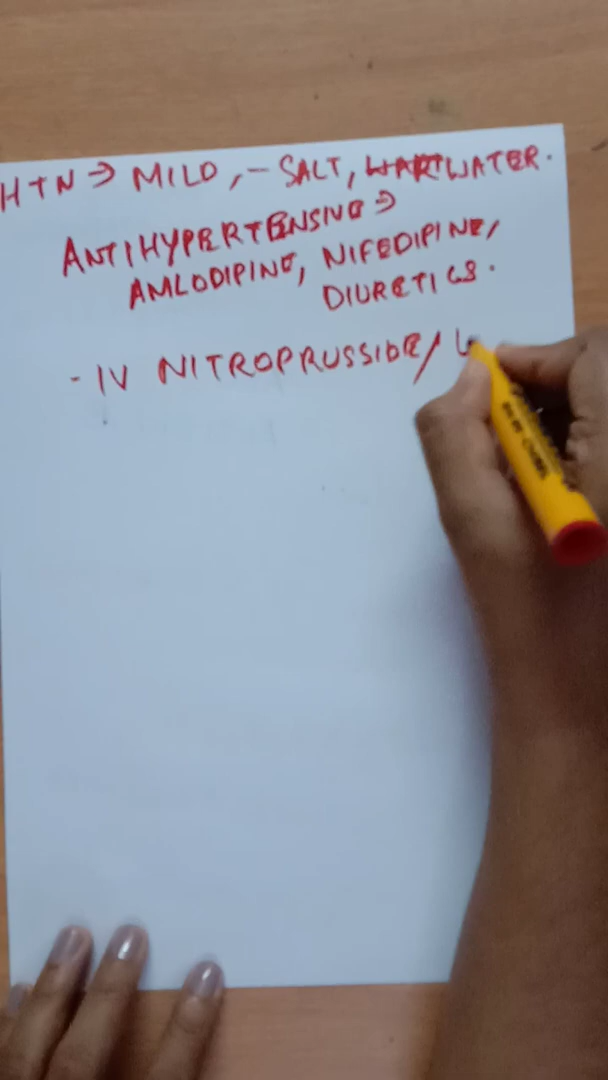 HTN → MILD, - SALT, WATER.
ANTIHYPERTENSIVE →
AMLODIPINE, NIFEDIPINE,
DIURETICS.
- IV NITROPRUSSIDE/ L